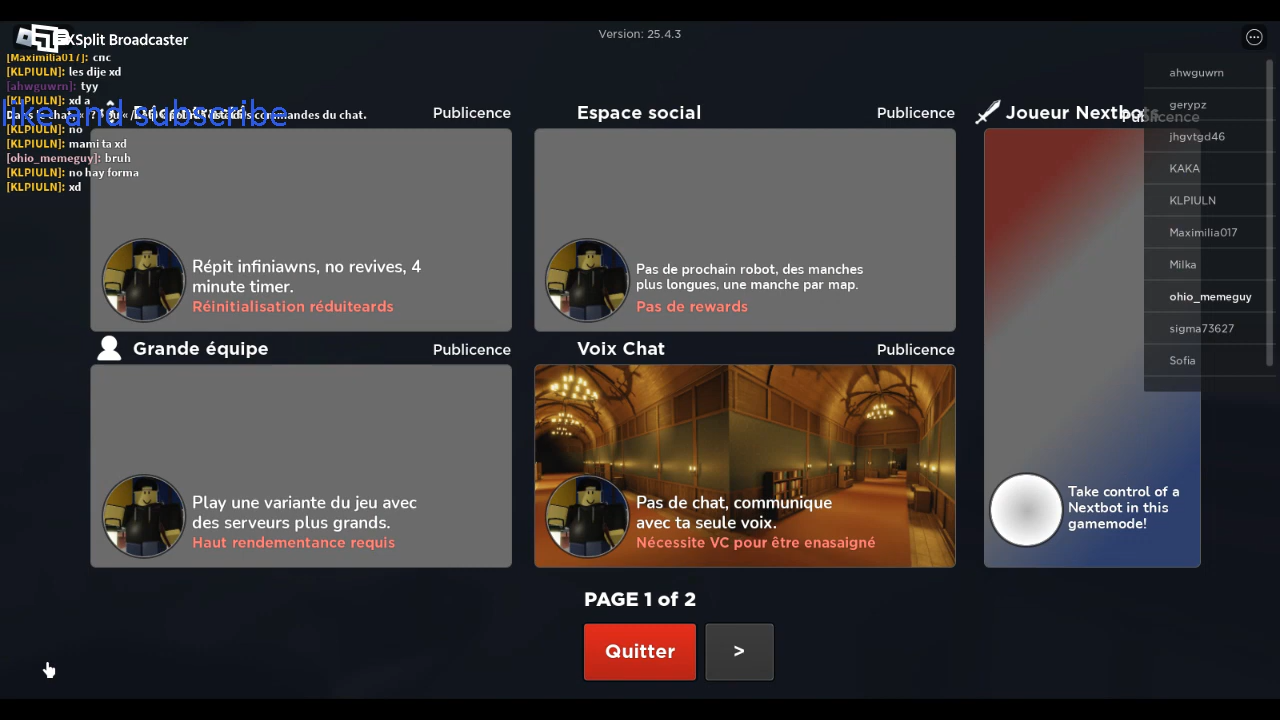 XSplit Broadcaster
Version: 25.4.3
[Maximilia017]: cnc
[KLPIULN]: les dije xd
[ahwguwrn]: tyy
[KLPIULN]: xd a
like and subscribe
commandes du chat.
[KLPIULN]: no
[KLPIULN]: mami ta xd
[ohio_memeguy]: bruh
[KLPIULN]: no hay forma
[KLPIULN]: xd
Publicence
Répit infiniawns, no revives, 4
minute timer.
Réinitialisation réduiteards
Espace social
Publicence
Pas de prochain robot, des manches
plus longues, une manche par map.
Pas de rewards
Joueur Nextbots
Grande équipe
Publicence
Play une variante du jeu avec
des serveurs plus grands.
Haut rendementance requis
Voix Chat
Publicence
Pas de chat, communique
avec ta seule voix.
Nécessite VC pour être enasaigné
Take control of a
Nextbot in this
gamemode!
ahwguwrn
gerypz
jhgvtgd46
KAKA
KLPIULN
Maximilia017
Milka
ohio_memeguy
sigma73627
Sofia
PAGE 1 of 2
Quitter
>